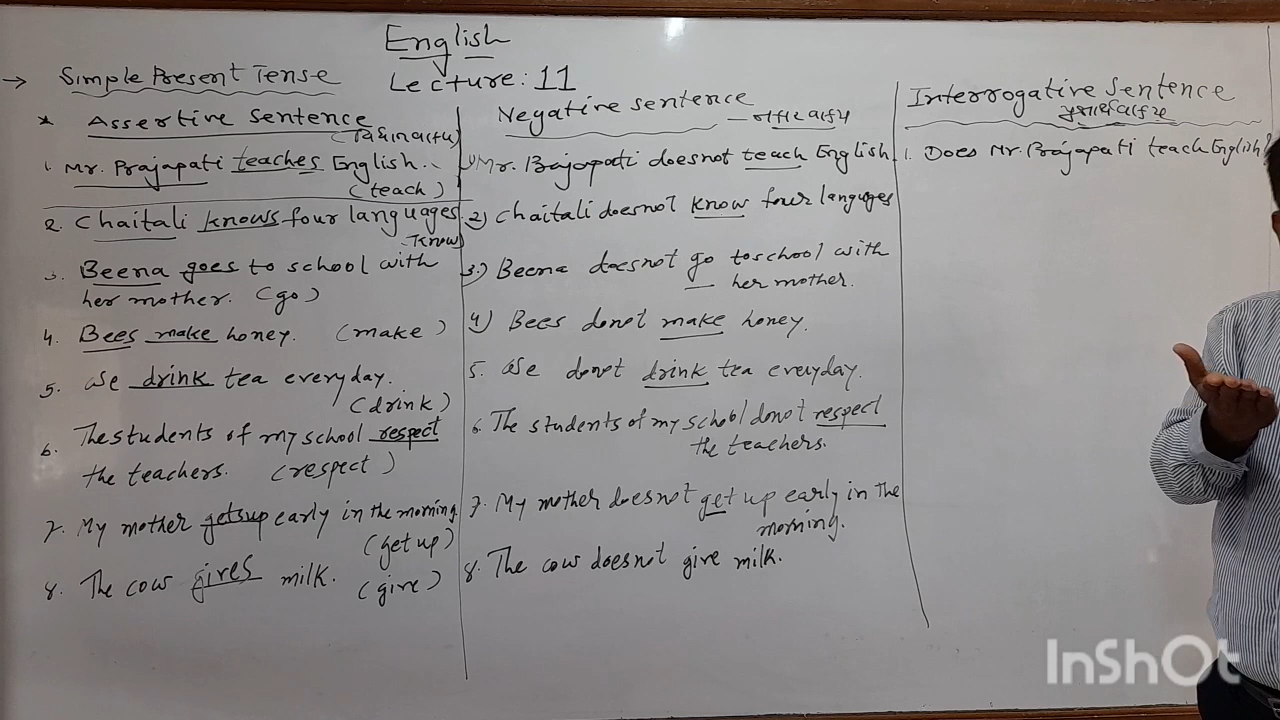 English
→ Simple Present Tense
Lecture: 11
* Assertive Sentence
1. Mr. Prajapati teaches English.
(teach)
2. Chaitali knows four languages.
(know)
3. Beena goes to school with
her mother. (go)
4. Bees make honey. (make)
5. We drink tea everyday.
(drink)
6. The students of my school respect
the teachers. (respect)
7. My mother gets up early in the morning.
(get up)
8. The cow gives milk. (give)
Negative sentence
— નકાર વાક્ય
1) Mr. Prajapati does not teach English
2) Chaitali does not know four languges
3.) Beena does not go to school with
her mother.
4) Bees do not make honey.
5. We do not drink tea everyday.
6. The students of my school do not respect
the teachers.
7. My mother does not get up early in the
morning.
8. The cow does not give milk.
Interrogative Sentence
પ્રશ્નાર્થ વાક્ય
1. Does Mr. Prajapati teach English?
InShOt